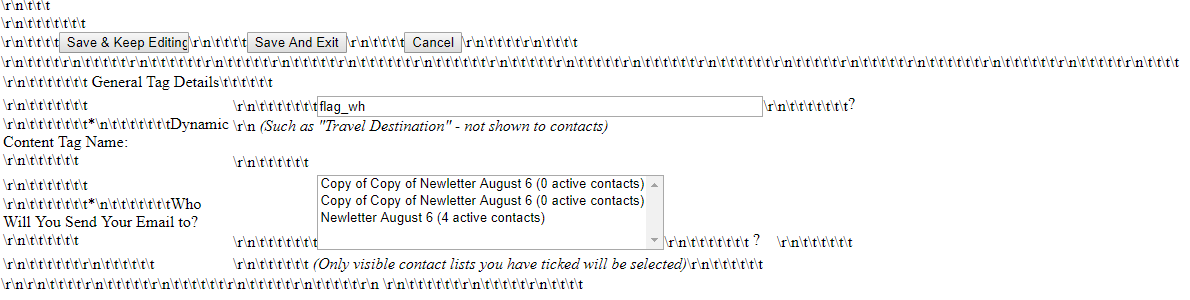 \r\n\t\t\t
\r\n\t\t\t\t\t\t
\r\n\t\t\t\t Save & Keep Editing \r\n\t\t\t\t Save And Exit \r\n\t\t\t\t Cancel \r\n\t\t\t\t\r\n\t\t\t\t
\r\n\t\t\t\t\t\t General Tag Details\t\t\t\t\t\t
\r\n\t\t\t\t\t\t \r\n\t\t\t\t\t\t flag_wh \r\n\t\t\t\t\t\t?
\r\n\t\t\t\t\t\t*\n\t\t\t\t\t\tDynamic \r\n (Such as "Travel Destination" - not shown to contacts)
Content Tag Name:
\r\n\t\t\t\t\t \r\n\t\t\t\t\t
\r\n\t\t\t\t\t\t Copy of Copy of Newletter August 6 (0 active contacts)
Copy of Copy of Newletter August 6 (0 active contacts)
\r\n\t\t\t\t\t\t*\n\t\t\t\t\t\tWho
Newletter August 6 (4 active contacts)
Will You Send Your Email to?
\r\n\t\t\t\t\t \r\n\t\t\t\t\t\t \r\n\t\t\t\t\t\t ? \r\n\t\t\t\t\t
\r\n\t\t\t\t\t\r\n\t\t\t\t\t \r\n\t\t\t\t\t (Only visible contact lists you have ticked will be selected)\r\n\t\t\t\t\t